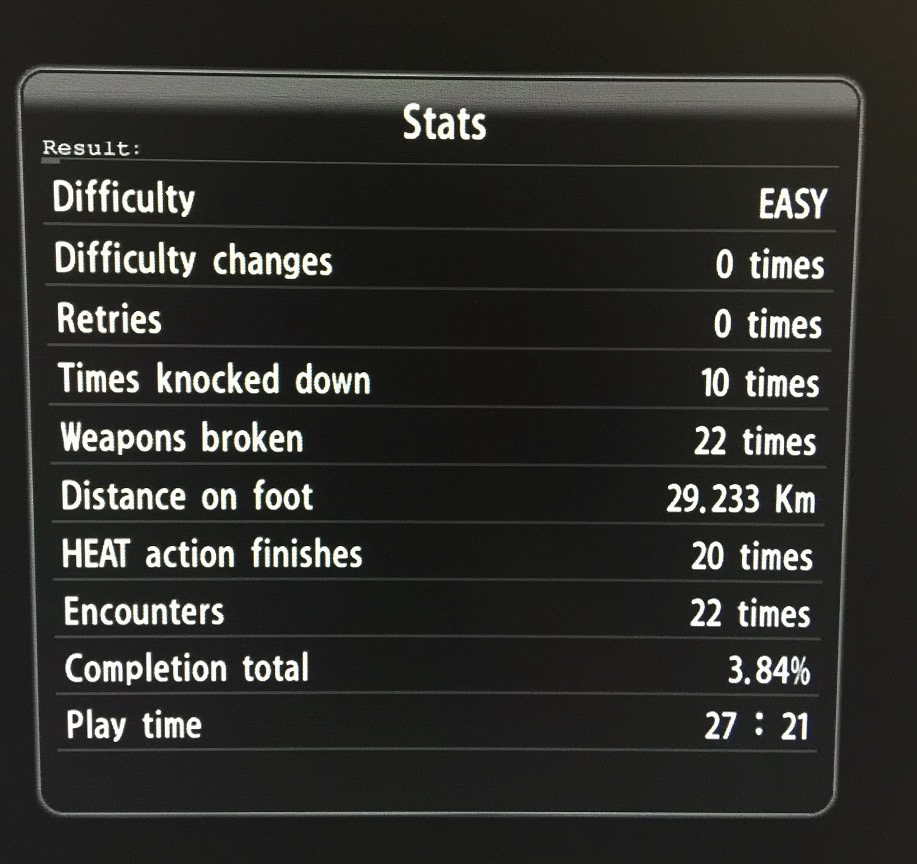 Stats
Result:
Difficulty EASY
Difficulty changes 0 times
Retries 0 times
Times knocked down 10 times
Weapons broken 22 times
Distance on foot 29.233 Km
HEAT action finishes 20 times
Encounters 22 times
Completion total 3.84%
Play time 27 : 21